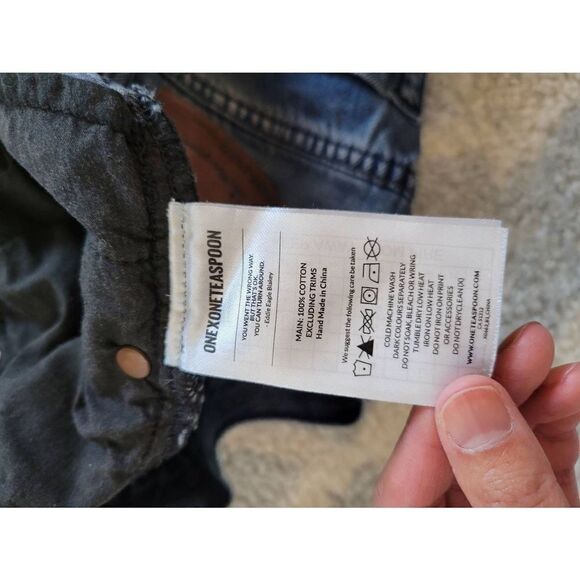 ONEXONETEASPOON
YOU WENT THE WRONG WAY.
BUT THAT'S OK.
YOU CAN TURN AROUND.
- Eddie Eagle Blakey
MAIN: 100% COTTON
EXCLUDING TRIMS
Hand Made in China
We suggest the following care be taken
COLD MACHINE WASH
DARK COLOURS SEPARATELY
DO NOT SOAK, BLEACH OR WRING
TUMBLE DRY LOW HEAT
IRON ON LOW HEAT
DO NOT IRON ON PRINT
OR ACCESSORIES
DO NOT DRYCLEAN (X)
WWW.ONETEASPOON.COM